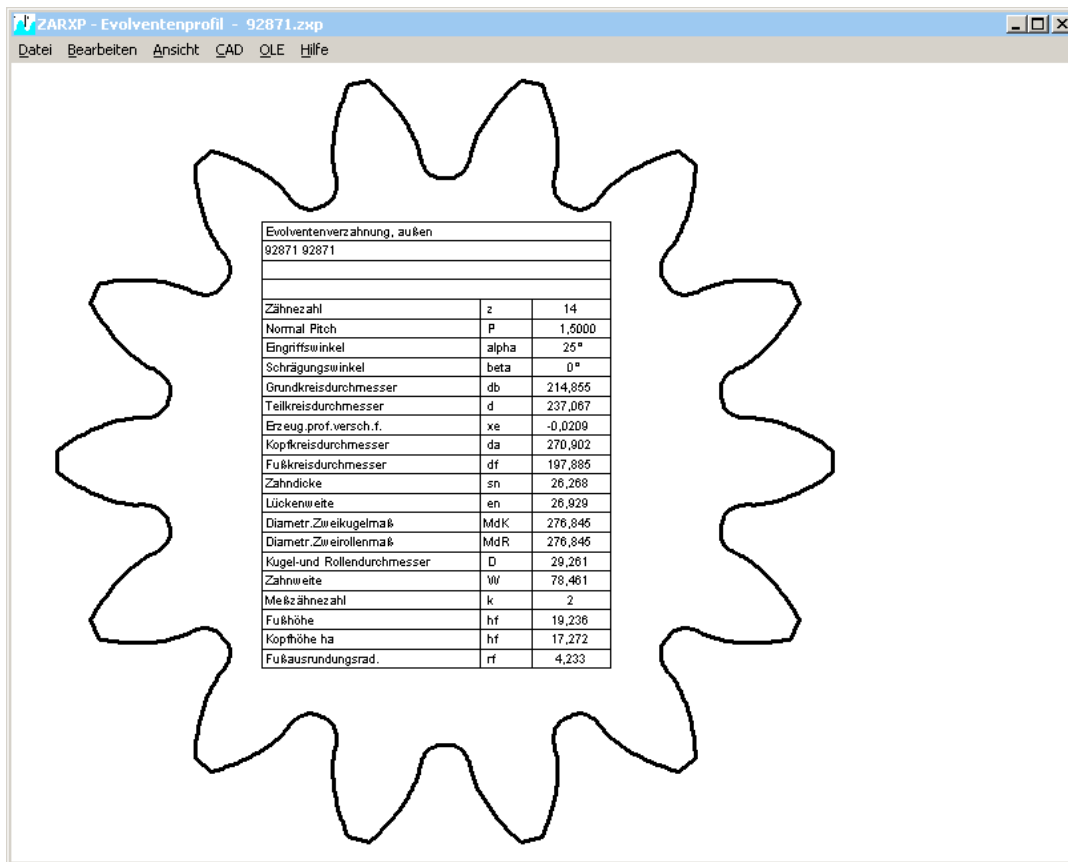 ZARXP - Evolventenprofil - 92871.zxp
Datei Bearbeiten Ansicht CAD OLE Hilfe
Evolventenverzahnung, außen
92871 92871
Zähnezahl z 14
Normal Pitch P 1,5000
Eingriffswinkel alpha 25°
Schrägungswinkel beta 0°
Grundkreisdurchmesser db 214,855
Teilkreisdurchmesser d 237,067
Erzeug.prof.versch.f. xe -0,0209
Kopfkreisdurchmesser da 270,902
Fußkreisdurchmesser df 197,885
Zahndicke sn 26,268
Lückenweite en 26,929
Diametr.Zweikugelmaß MdK 276,845
Diametr.Zweirollenmaß MdR 276,845
Kugel-und Rollendurchmesser D 29,261
Zahnweite W 78,461
Meßzähnezahl k 2
Fußhöhe hf 19,236
Kopfhöhe ha hf 17,272
Fußausrundungsrad. rf 4,233